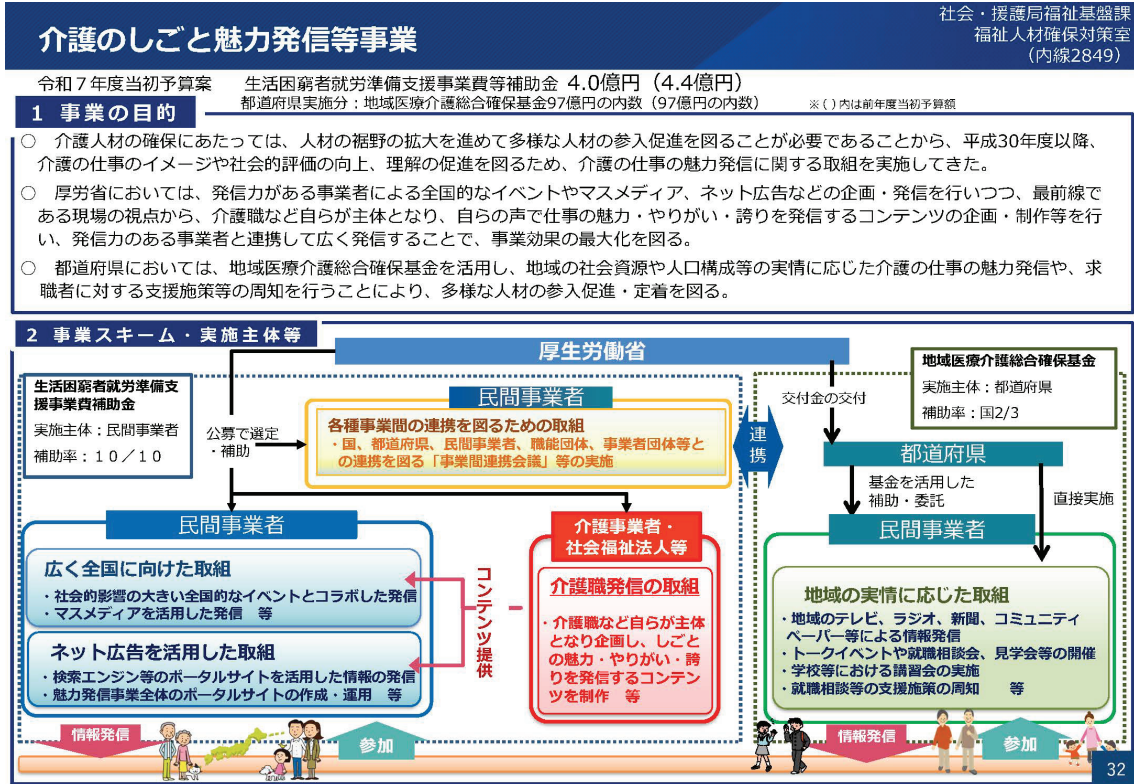 介護のしごと魅力発信等事業
社会・援護局福祉基盤課
福祉人材確保対策室
（内線2849）
令和７年度当初予算案　生活困窮者就労準備支援事業費等補助金 4.0億円（4.4億円）
都道府県実施分：地域医療介護総合確保基金97億円の内数（97億円の内数）　※（ ）内は前年度当初予算額
１ 事業の目的
○　介護人材の確保にあたっては、人材の裾野の拡大を進めて多様な人材の参入促進を図ることが必要であることから、平成30年度以降、
介護の仕事のイメージや社会的評価の向上、理解の促進を図るため、介護の仕事の魅力発信に関する取組を実施してきた。
○　厚労省においては、発信力がある事業者による全国的なイベントやマスメディア、ネット広告などの企画・発信を行いつつ、最前線で
ある現場の視点から、介護職など自らが主体となり、自らの声で仕事の魅力・やりがい・誇りを発信するコンテンツの企画・制作等を行
い、発信力のある事業者と連携して広く発信することで、事業効果の最大化を図る。
○　都道府県においては、地域医療介護総合確保基金を活用し、地域の社会資源や人口構成等の実情に応じた介護の仕事の魅力発信や、求
職者に対する支援施策等の周知を行うことにより、多様な人材の参入促進・定着を図る。
２ 事業スキーム・実施主体等
厚生労働省
生活困窮者就労準備支
援事業費補助金
実施主体：民間事業者
補助率：１０／１０
公募で選定
・補助
民間事業者
各種事業間の連携を図るための取組
・国、都道府県、民間事業者、職能団体、事業者団体等と
の連携を図る「事業間連携会議」等の実施
連
携
交付金の交付
地域医療介護総合確保基金
実施主体：都道府県
補助率：国2/3
都道府県
基金を活用した
補助・委託
直接実施
民間事業者
広く全国に向けた取組
・社会的影響の大きい全国的なイベントとコラボした発信
・マスメディアを活用した発信　等
ネット広告を活用した取組
・検索エンジン等のポータルサイトを活用した情報の発信
・魅力発信事業全体のポータルサイトの作成・運用　等
コンテンツ提供
介護事業者・
社会福祉法人等
介護職発信の取組
・介護職など自らが主体
となり企画し、しごと
の魅力・やりがい・誇
りを発信するコンテン
ツを制作　等
民間事業者
地域の実情に応じた取組
・地域のテレビ、ラジオ、新聞、コミュニティ
ペーパー等による情報発信
・トークイベントや就職相談会、見学会等の開催
・学校等における講習会の実施
・就職相談等の支援施策の周知　　等
情報発信
参加
情報発信
参加
32